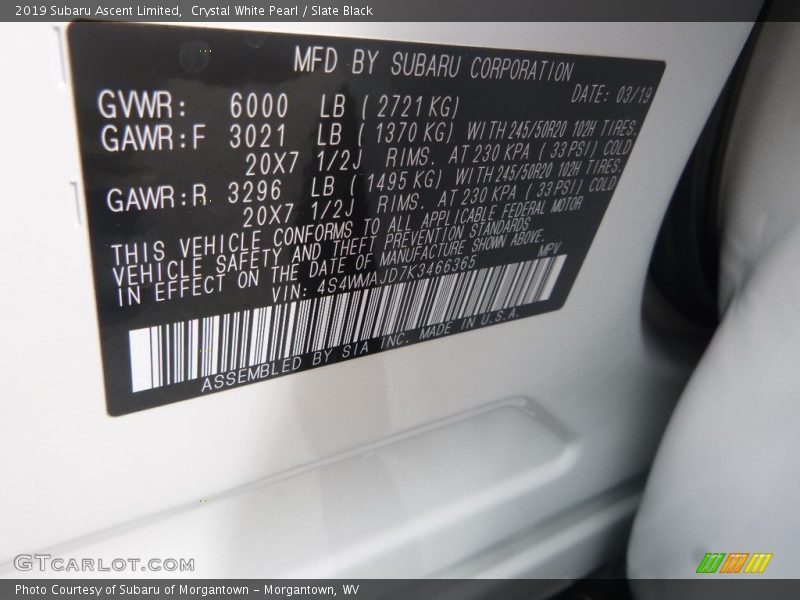 2019 Subaru Ascent Limited, Crystal White Pearl / Slate Black
MFD BY SUBARU CORPORATION
DATE: 03/19
GVWR: 6000 LB ( 2721 KG)
GAWR:F 3021 LB ( 1370 KG) WITH 245/50R20 102H TIRES.
20X7 1/2J RIMS. AT 230 KPA ( 33 PSI) COLD
GAWR:R 3296 LB ( 1495 KG) WITH 245/50R20 102H TIRES.
20X7 1/2J RIMS. AT 230 KPA ( 33 PSI) COLD
THIS VEHICLE CONFORMS TO ALL APPLICABLE FEDERAL MOTOR
VEHICLE SAFETY AND THEFT PREVENTION STANDARDS
IN EFFECT ON THE DATE OF MANUFACTURE SHOWN ABOVE.
VIN: 4S4WMAJD7K3466365 MPV
ASSEMBLED BY SIA INC. MADE IN U.S.A.
GTCARLOT.COM
Photo Courtesy of Subaru of Morgantown - Morgantown, WV